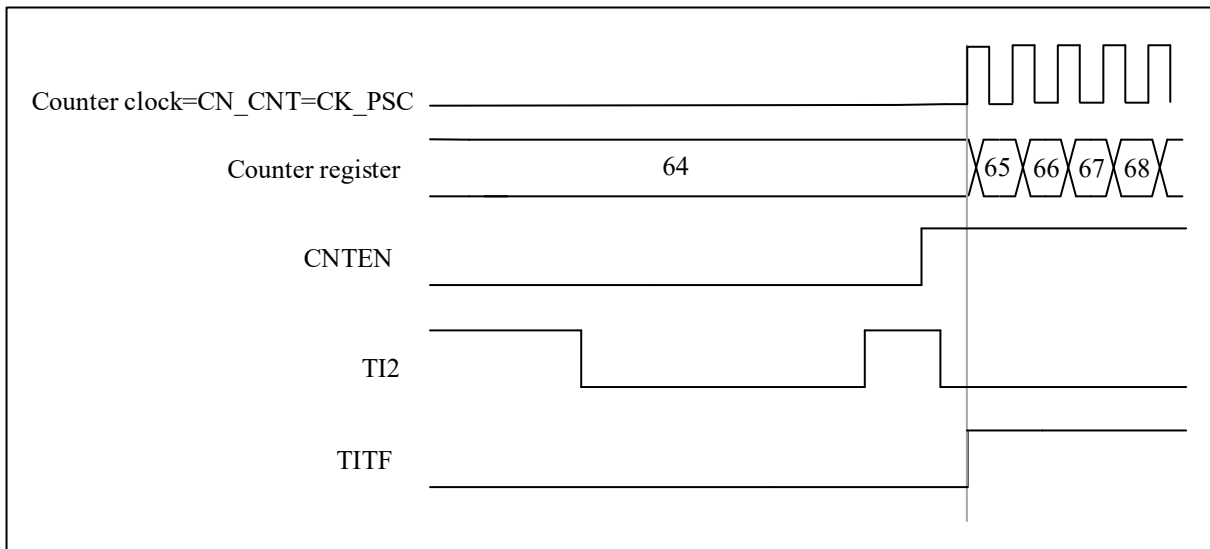 Counter clock=CN_CNT=CK_PSC
Counter register 64 65 66 67 68
CNTEN
TI2
TITF